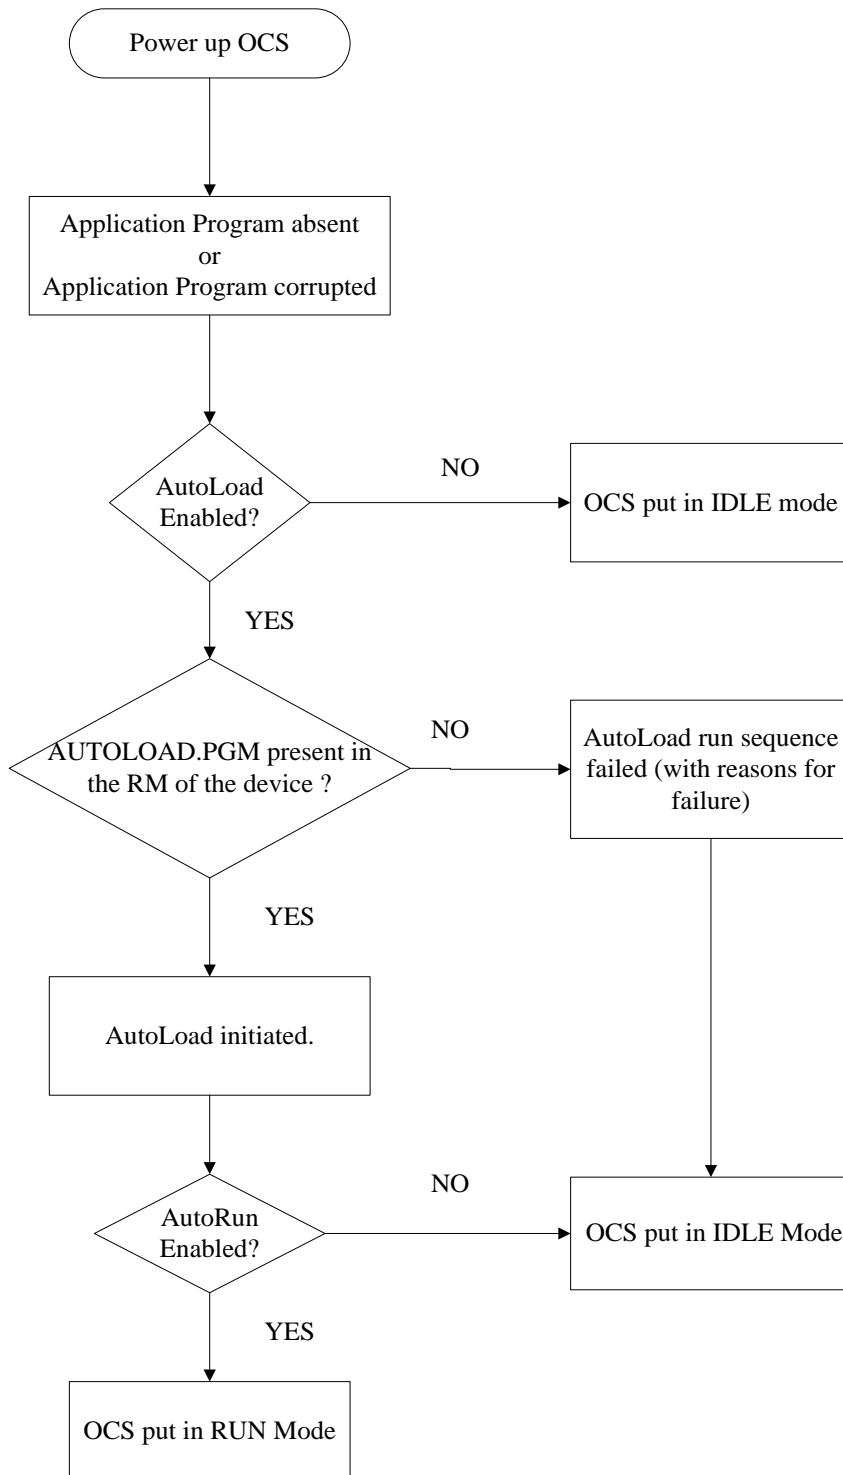 Power up OCS
Application Program absent
or
Application Program corrupted
AutoLoad
Enabled?
NO
OCS put in IDLE mode
YES
AUTOLOAD.PGM present in
the RM of the device ?
NO
AutoLoad run sequence
failed (with reasons for
failure)
YES
AutoLoad initiated.
AutoRun
Enabled?
NO
OCS put in IDLE Mode
YES
OCS put in RUN Mode